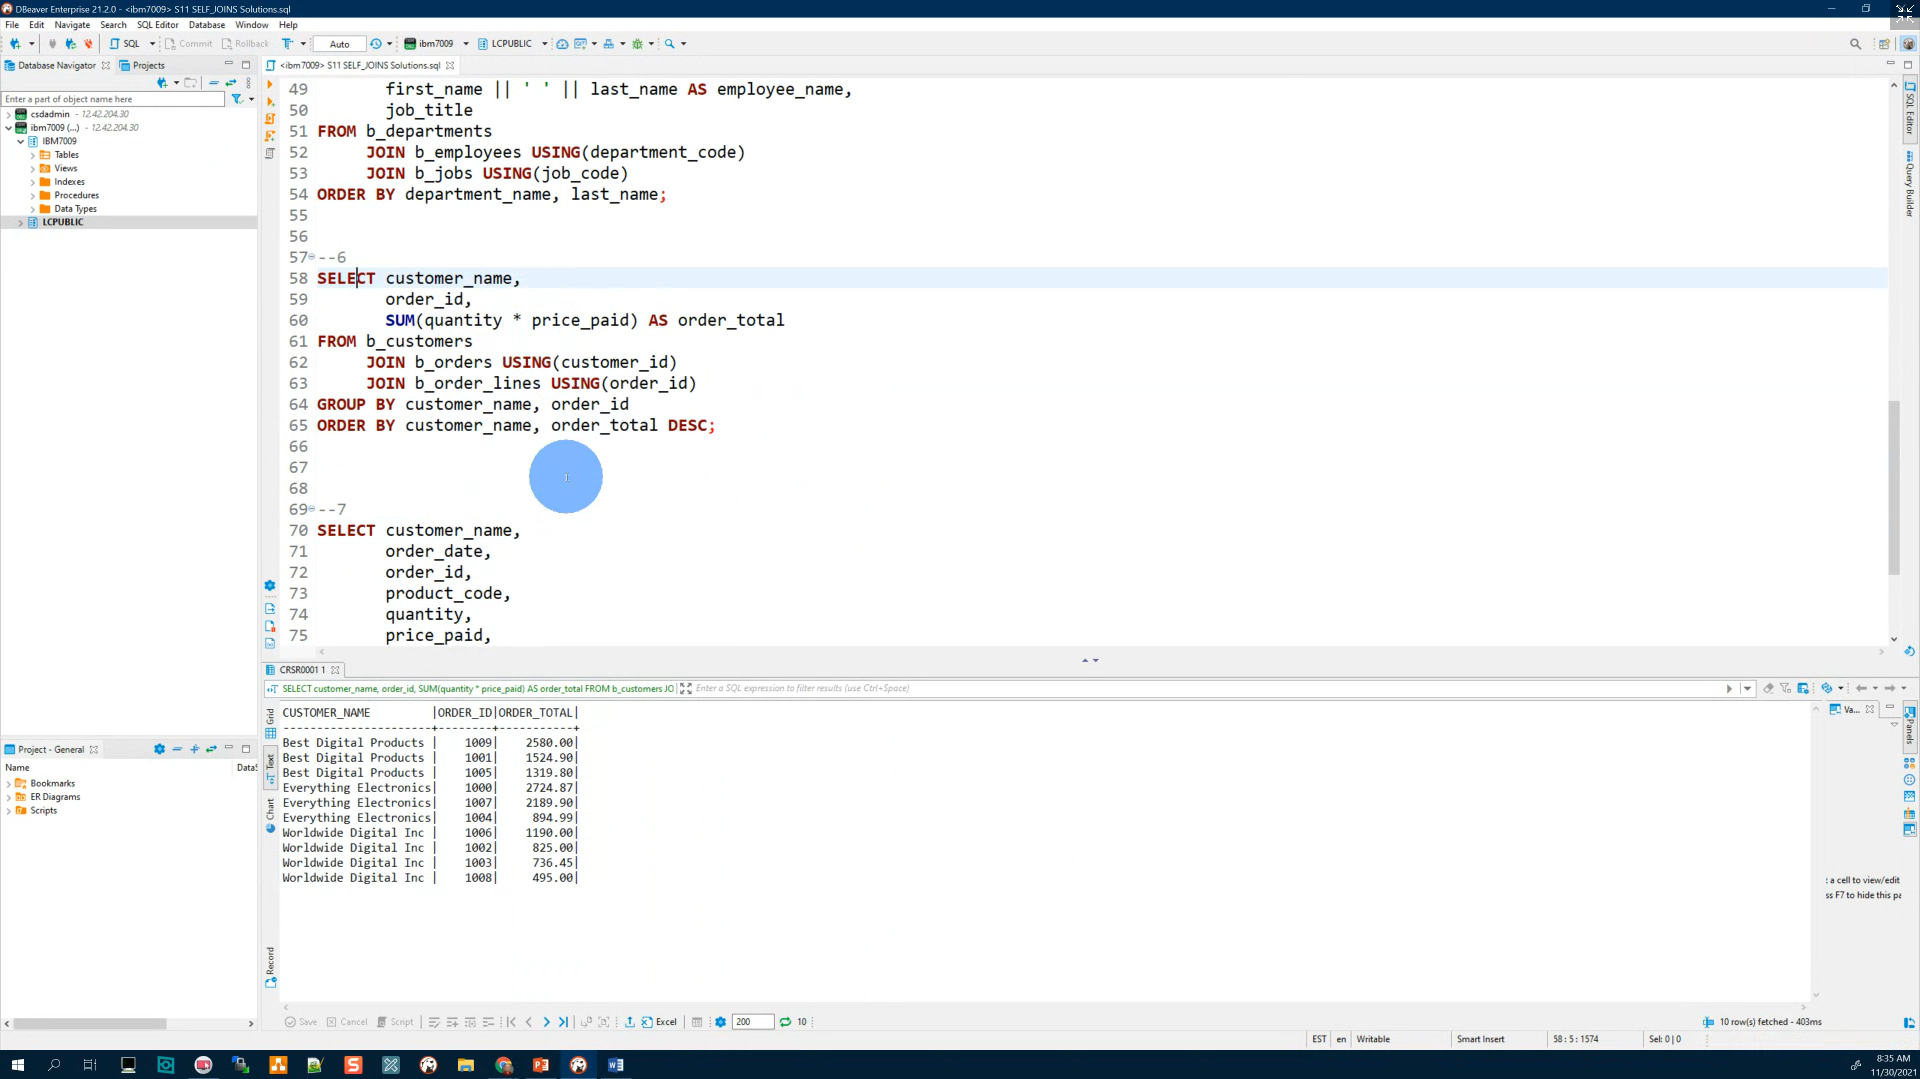 DBeaver Enterprise 21.2.0 - <ibm7009> S11 SELF_JOINS Solutions.sql
File Edit Navigate Search SQL Editor Database Window Help
SQL Commit Rollback Auto ibm7009 LCPUBLIC
Database Navigator Projects
Enter a part of object name here
csdadmin - 12.42.204.30
ibm7009 (...) - 12.42.204.30
IBM7009
Tables
Views
Indexes
Procedures
Data Types
LCPUBLIC
Project - General
Name DataS
Bookmarks
ER Diagrams
Scripts
<ibm7009> S11 SELF_JOINS Solutions.sql
49 first_name || ' ' || last_name AS employee_name,
50 job_title
51 FROM b_departments
52 JOIN b_employees USING(department_code)
53 JOIN b_jobs USING(job_code)
54 ORDER BY department_name, last_name;
55
56
57 --6
58 SELECT customer_name,
59 order_id,
60 SUM(quantity * price_paid) AS order_total
61 FROM b_customers
62 JOIN b_orders USING(customer_id)
63 JOIN b_order_lines USING(order_id)
64 GROUP BY customer_name, order_id
65 ORDER BY customer_name, order_total DESC;
66
67
68
69 --7
70 SELECT customer_name,
71 order_date,
72 order_id,
73 product_code,
74 quantity,
75 price_paid,
SQL Editor
Query Builder
CRSR0001 1
SELECT customer_name, order_id, SUM(quantity * price_paid) AS order_total FROM b_customers JO Enter a SQL expression to filter results (use Ctrl+Space)
Grid
Text
Chart
Record
CUSTOMER_NAME |ORDER_ID|ORDER_TOTAL|
----------------------+--------+-----------+
Best Digital Products | 1009| 2580.00|
Best Digital Products | 1001| 1524.90|
Best Digital Products | 1005| 1319.80|
Everything Electronics| 1000| 2724.87|
Everything Electronics| 1007| 2189.90|
Everything Electronics| 1004| 894.99|
Worldwide Digital Inc | 1006| 1190.00|
Worldwide Digital Inc | 1002| 825.00|
Worldwide Digital Inc | 1003| 736.45|
Worldwide Digital Inc | 1008| 495.00|
Va...
Panels
t a cell to view/edit
ss F7 to hide this pa
Save Cancel Script Excel 200 10
10 row(s) fetched - 403ms
EST en Writable Smart Insert 58 : 5 : 1574 Sel: 0 | 0
8:35 AM
11/30/2021